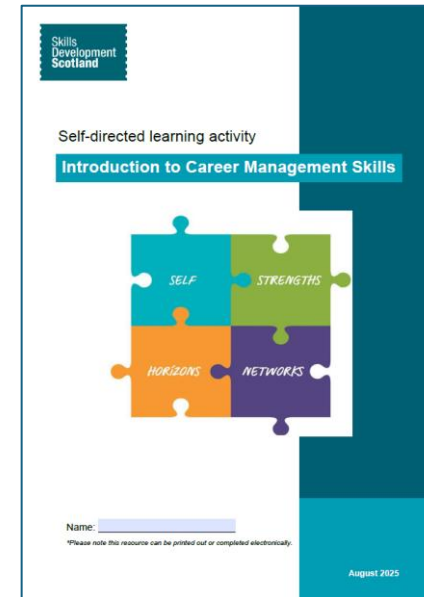 Skills
Development
Scotland
Self-directed learning activity
Introduction to Career Management Skills
SELF
STRENGTHS
HORIZONS
NETWORKS
Name:
*Please note this resource can be printed out or completed electronically.
August 2025